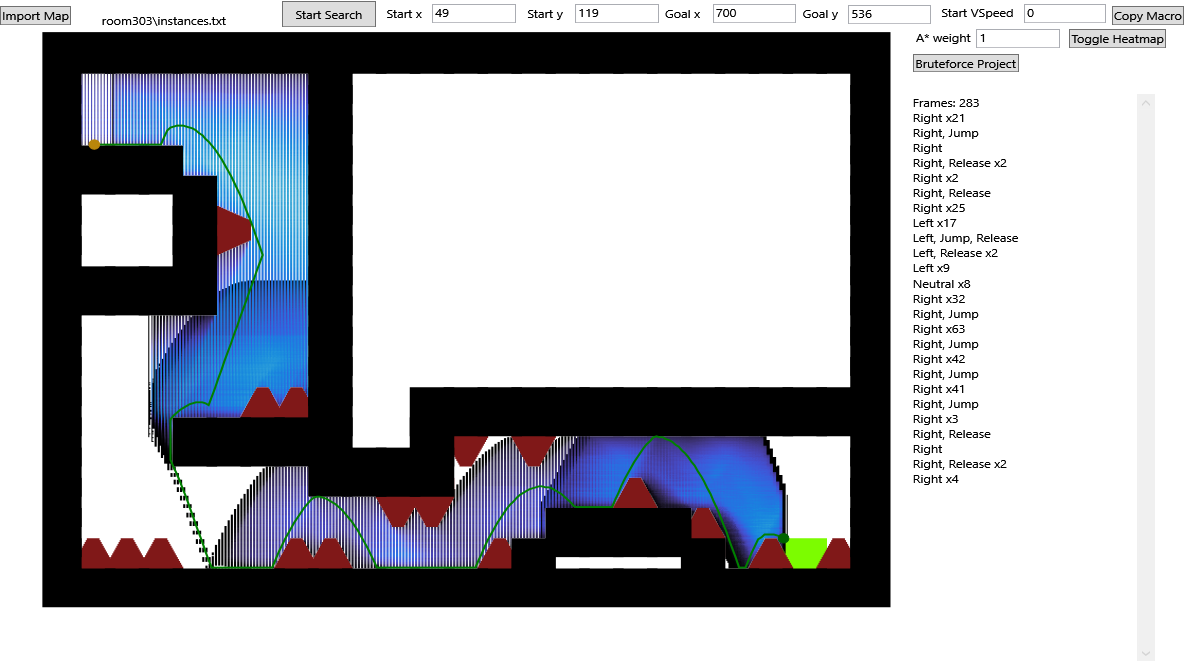 Import Map room303\instances.txt Start Search Start x 49 Start y 119 Goal x 700 Goal y 536 Start VSpeed 0 Copy Macro
A* weight 1 Toggle Heatmap
Bruteforce Project
Frames: 283
Right x21
Right, Jump
Right
Right, Release x2
Right x2
Right, Release
Right x25
Left x17
Left, Jump, Release
Left, Release x2
Left x9
Neutral x8
Right x32
Right, Jump
Right x63
Right, Jump
Right x42
Right, Jump
Right x41
Right, Jump
Right x3
Right, Release
Right
Right, Release x2
Right x4